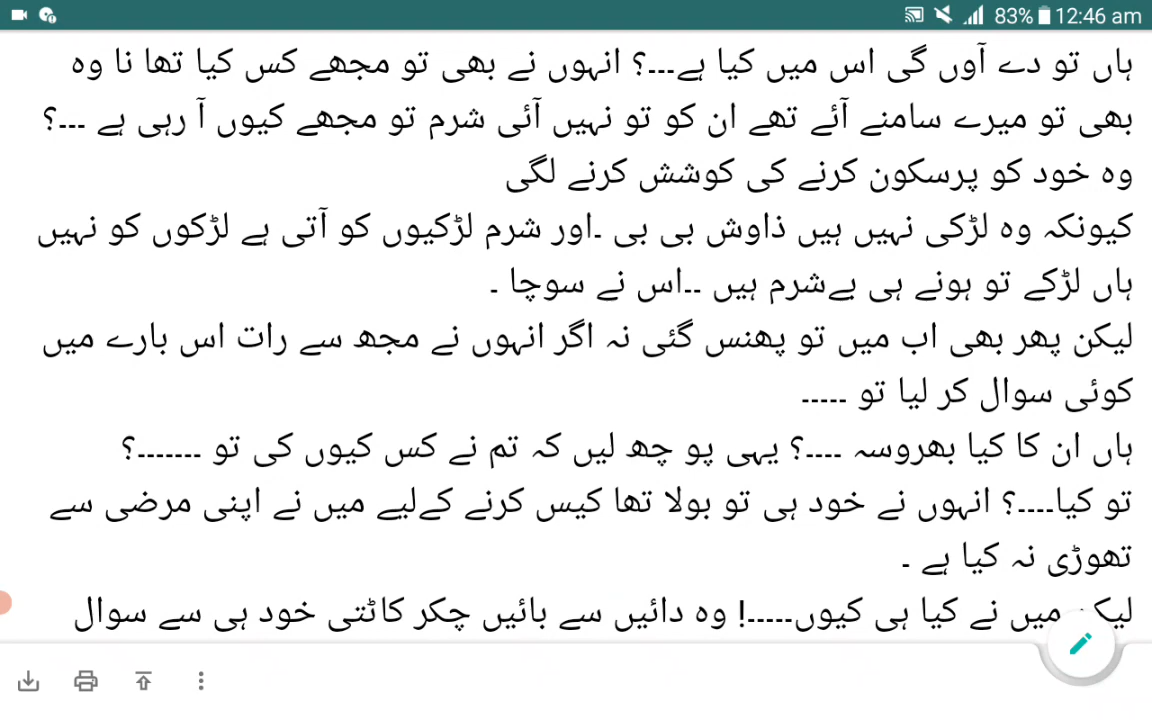 83% 12:46 am
ہاں تو دے آوں گی اس میں کیا ہے---؟ انہوں نے بھی تو مجھے کس کیا تھا نا وہ
بھی تو میرے سامنے آئے تھے ان کو تو نہیں آئی شرم تو مجھے کیوں آ رہی ہے ---؟
وہ خود کو پرسکون کرنے کی کوشش کرنے لگی
کیونکہ وہ لڑکی نہیں ہیں ذاوش بی بی ۔اور شرم لڑکیوں کو آتی ہے لڑکوں کو نہیں
ہاں لڑکے تو ہونے ہی بےشرم ہیں ۔۔اس نے سوچا ۔
لیکن پھر بھی اب میں تو پھنس گئی نہ اگر انہوں نے مجھ سے رات اس بارے میں
کوئی سوال کر لیا تو -----
ہاں ان کا کیا بھروسہ ----؟ یہی پو چھ لیں کہ تم نے کس کیوں کی تو -------؟
تو کیا----؟ انہوں نے خود ہی تو بولا تھا کیس کرنے کےلیے میں نے اپنی مرضی سے
تھوڑی نہ کیا ہے ۔
میں نے کیا ہی کیوں-----! وہ دائیں سے بائیں چکر کاٹتی خود ہی سے سوال